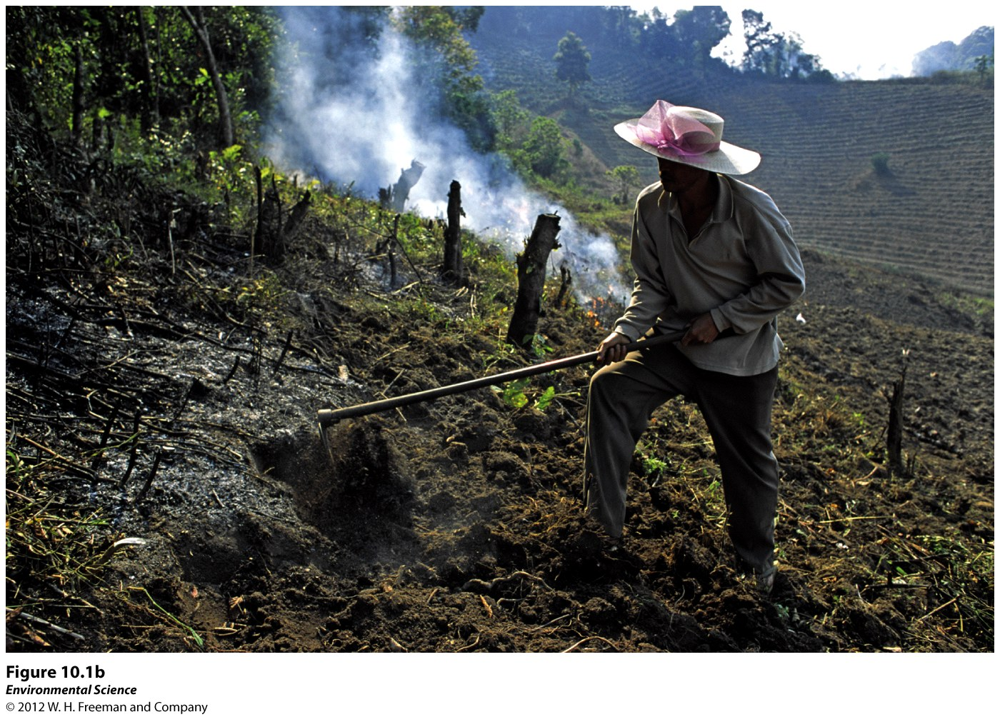 Figure 10.1b
Environmental Science
© 2012 W. H. Freeman and Company